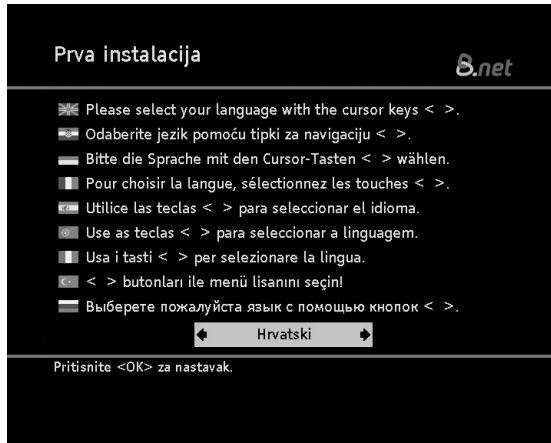 Prva instalacija
B.net
Please select your language with the cursor keys < >.
Odaberite jezik pomoću tipki za navigaciju < >.
Bitte die Sprache mit den Cursor-Tasten < > wählen.
Pour choisir la langue, sélectionnez les touches < >.
Utilice las teclas < > para seleccionar el idioma.
Use as teclas < > para seleccionar a linguagem.
Usa i tasti < > per selezionare la lingua.
< > butonları ile menü lisanını seçin!
Выберете пожалуйста язык с помощью кнопок < >.
Hrvatski
Pritisnite <OK> za nastavak.